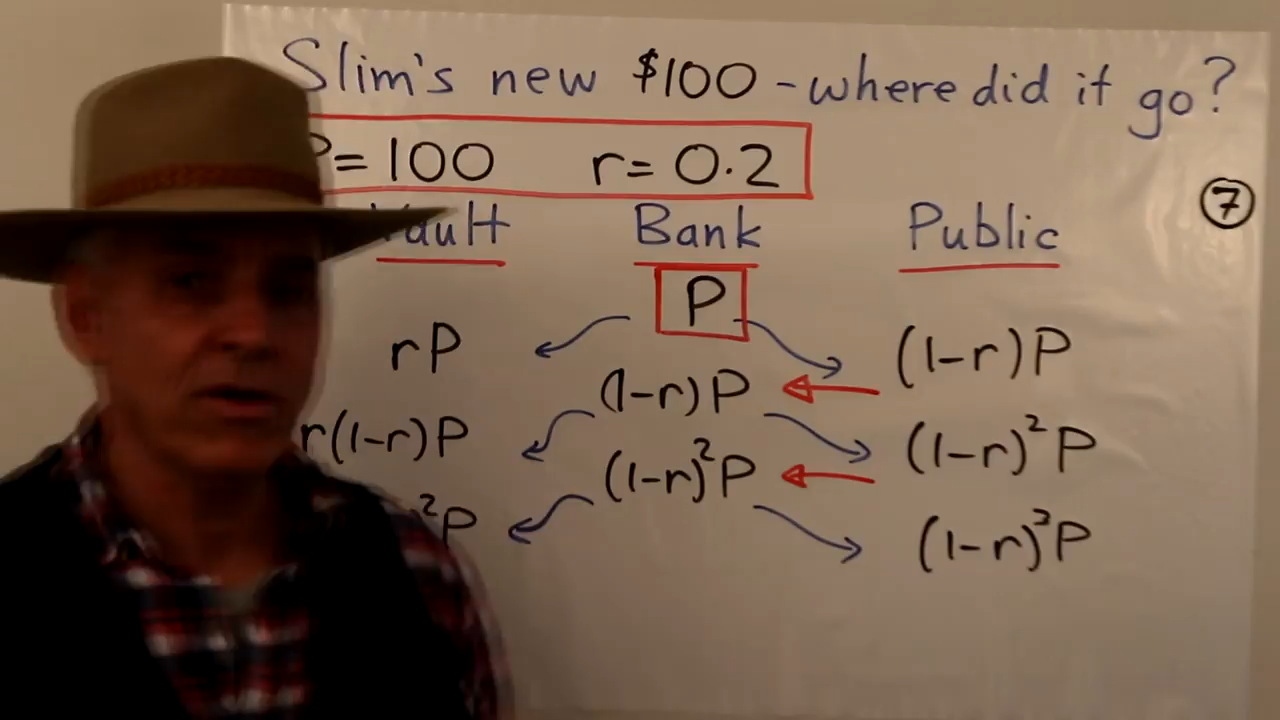 Slim's new $100 - where did it go?
= 100 r = 0.2
7
Bank Public
P
rP (1-r)P
(1-r)P
r(1-r)P (1-r)²P
(1-r)²P
²P (1-r)³P